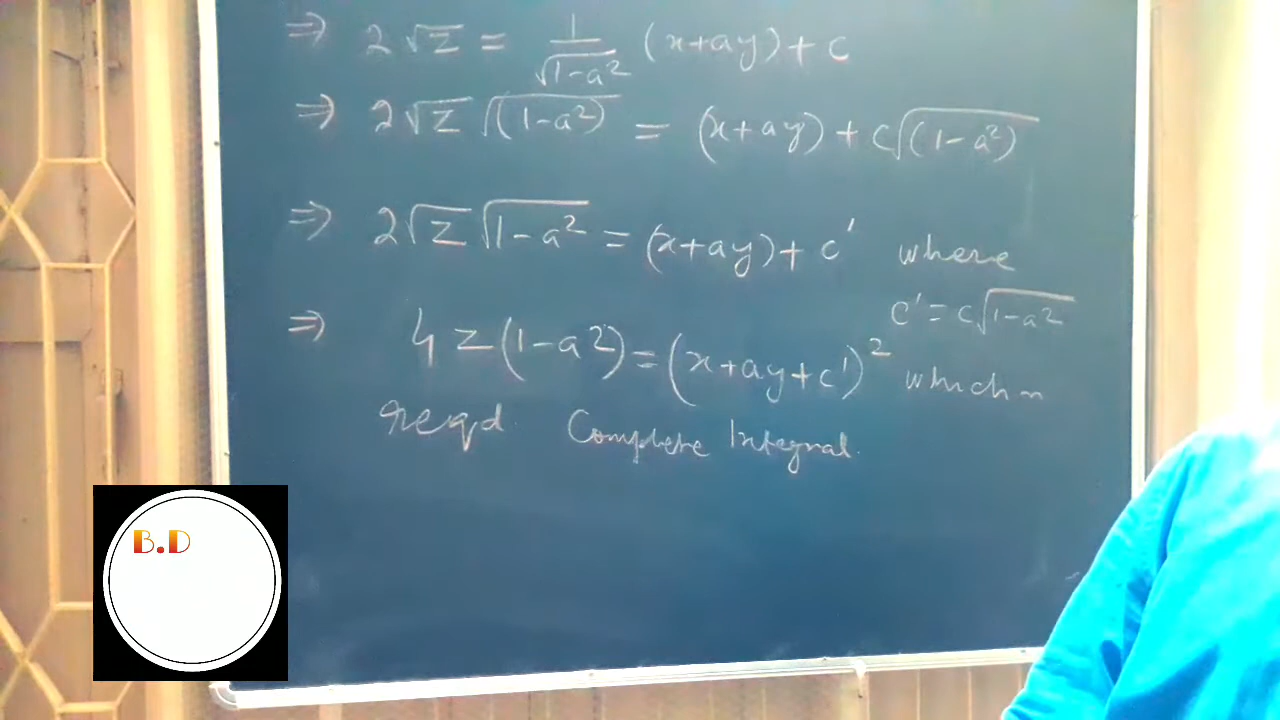 ⇒ 2√z = 1/√(1-a²) (x+ay)+c
⇒ 2√z √(1-a²) = (x+ay) + c√(1-a²)
⇒ 2√z √(1-a²) = (x+ay)+c' where
c' = c√(1-a²)
⇒ 4z(1-a²) = (x+ay+c')² which
reqd. Complete Integral.
B.D